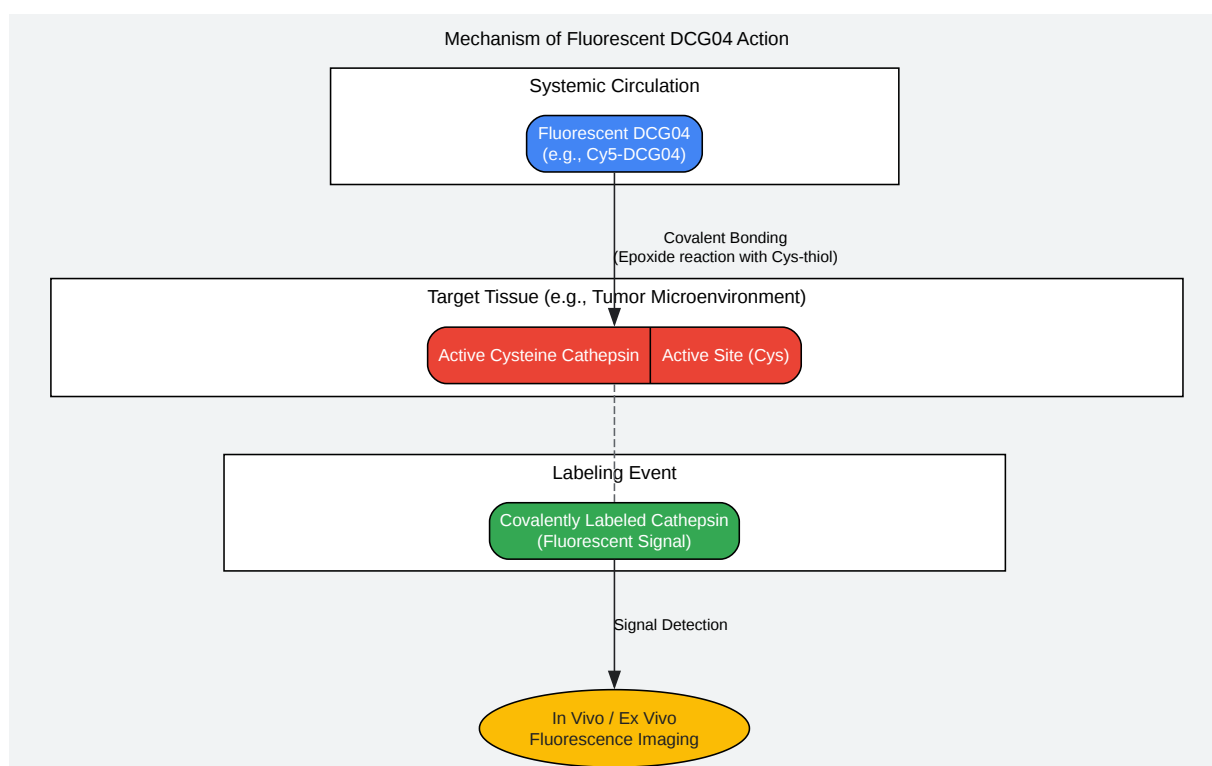 Mechanism of Fluorescent DCG04 Action
Systemic Circulation
Fluorescent DCG04
(e.g., Cy5-DCG04)
Covalent Bonding
(Epoxide reaction with Cys-thiol)
Target Tissue (e.g., Tumor Microenvironment)
Active Cysteine Cathepsin
Active Site (Cys)
Labeling Event
Covalently Labeled Cathepsin
(Fluorescent Signal)
Signal Detection
In Vivo / Ex Vivo
Fluorescence Imaging